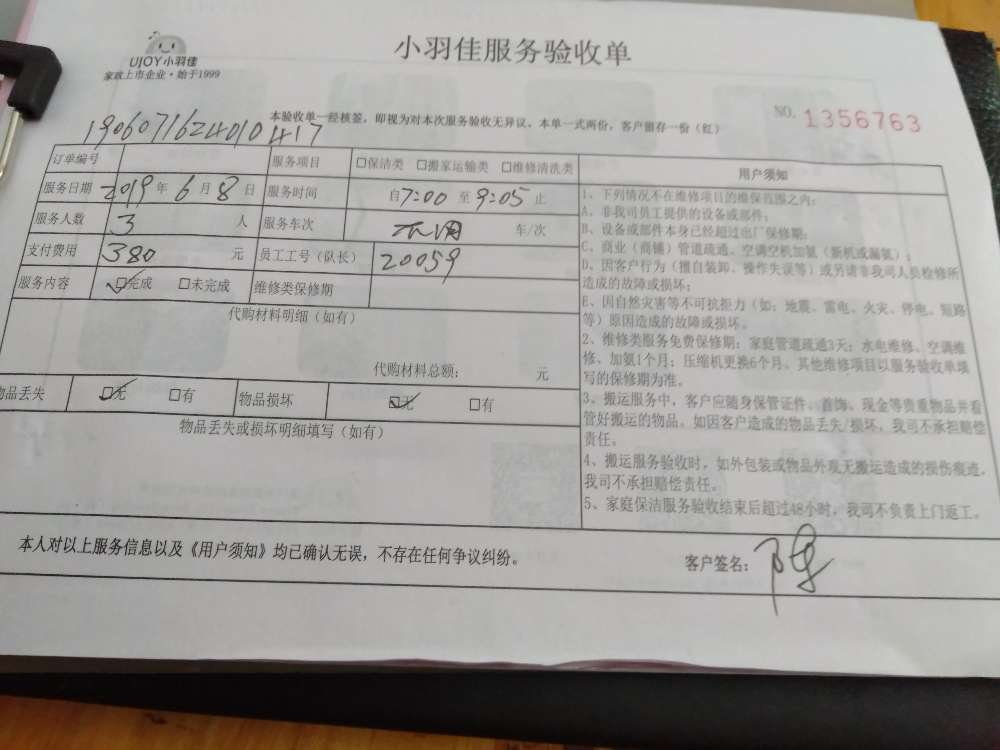 UJOY小羽佳
家政上市企业·始于1999
小羽佳服务验收单
本验收单一经核签，即视为对本次服务验收无异议。本单一式两份，客户留存一份（红）
NO. 1356763
1906071624010417
订单编号 服务项目 □保洁类 □搬家运输类 □维修清洗类
服务日期 2019年6月8日 服务时间 自7:00至9:05止
服务人数 3人 服务车次 不用 车/次
支付费用 380元 员工工号（队长） 20059
服务内容 ☑完成 □未完成 维修类保修期
代购材料明细（如有）
代购材料总额： 元
物品丢失 ☑无 □有 物品损坏 ☑无 □有
物品丢失或损坏明细填写（如有）
用户须知
1、下列情况不在维修项目的维保范围之内：
A、非我司员工提供的设备或部件；
B、设备或部件本身已经超过出厂保修期；
C、商业（商铺）管道疏通、空调空机加氨（新机或漏氨）；
D、因客户行为（擅自装卸、操作失误等）或另请非我司人员检修所
造成的故障或损坏；
E、因自然灾害等不可抗拒力（如：地震、雷电、火灾、停电、短路
等）原因造成的故障或损坏。
2、维修类服务免费保修期：家庭管道疏通3天；水电维修、空调维
修、加氨1个月；压缩机更换6个月。其他维修项目以服务验收单填
写的保修期为准。
3、搬运服务中，客户应随身保管证件、首饰、现金等贵重物品并看
管好搬运的物品。如因客户造成的物品丢失/损坏，我司不承担赔偿
责任。
4、搬运服务验收时，如外包装或物品外观无搬运造成的损伤痕迹，
我司不承担赔偿责任。
5、家庭保洁服务验收结束后超过48小时，我司不负责上门返工。
本人对以上服务信息以及《用户须知》均已确认无误，不存在任何争议纠纷。
客户签名：